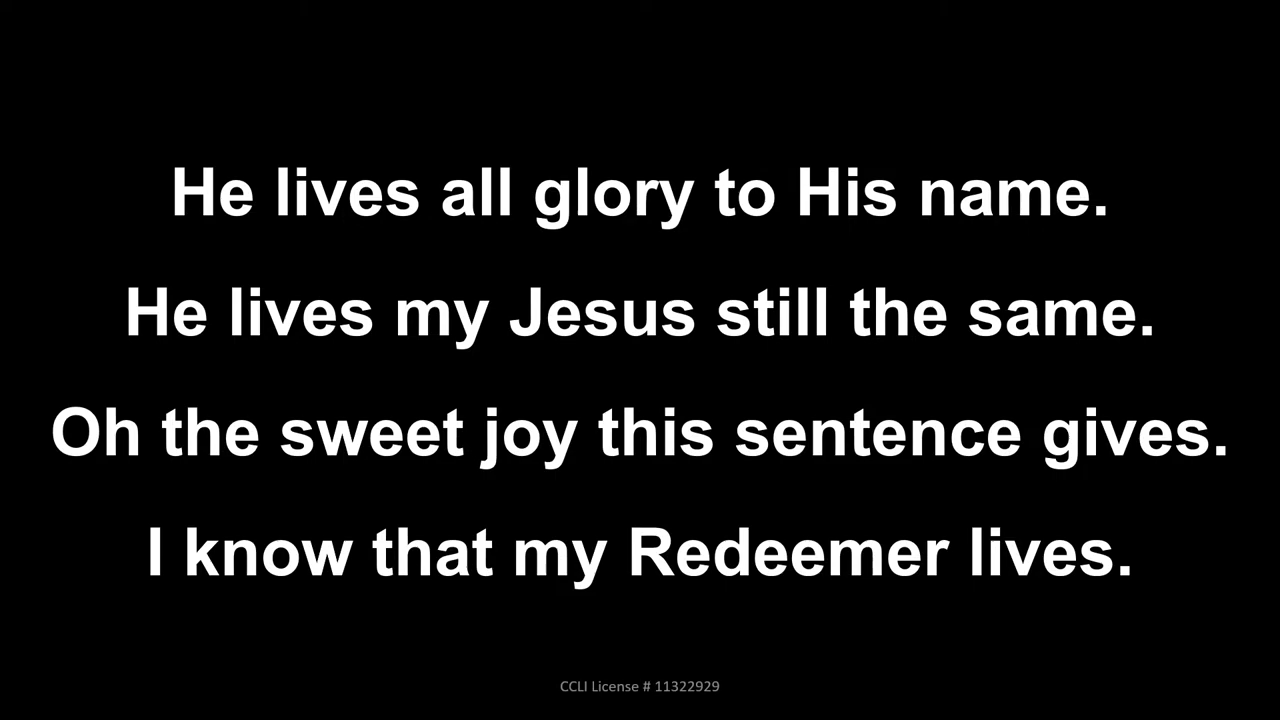 He lives all glory to His name.
He lives my Jesus still the same.
Oh the sweet joy this sentence gives.
I know that my Redeemer lives.
CCLI License # 11322929